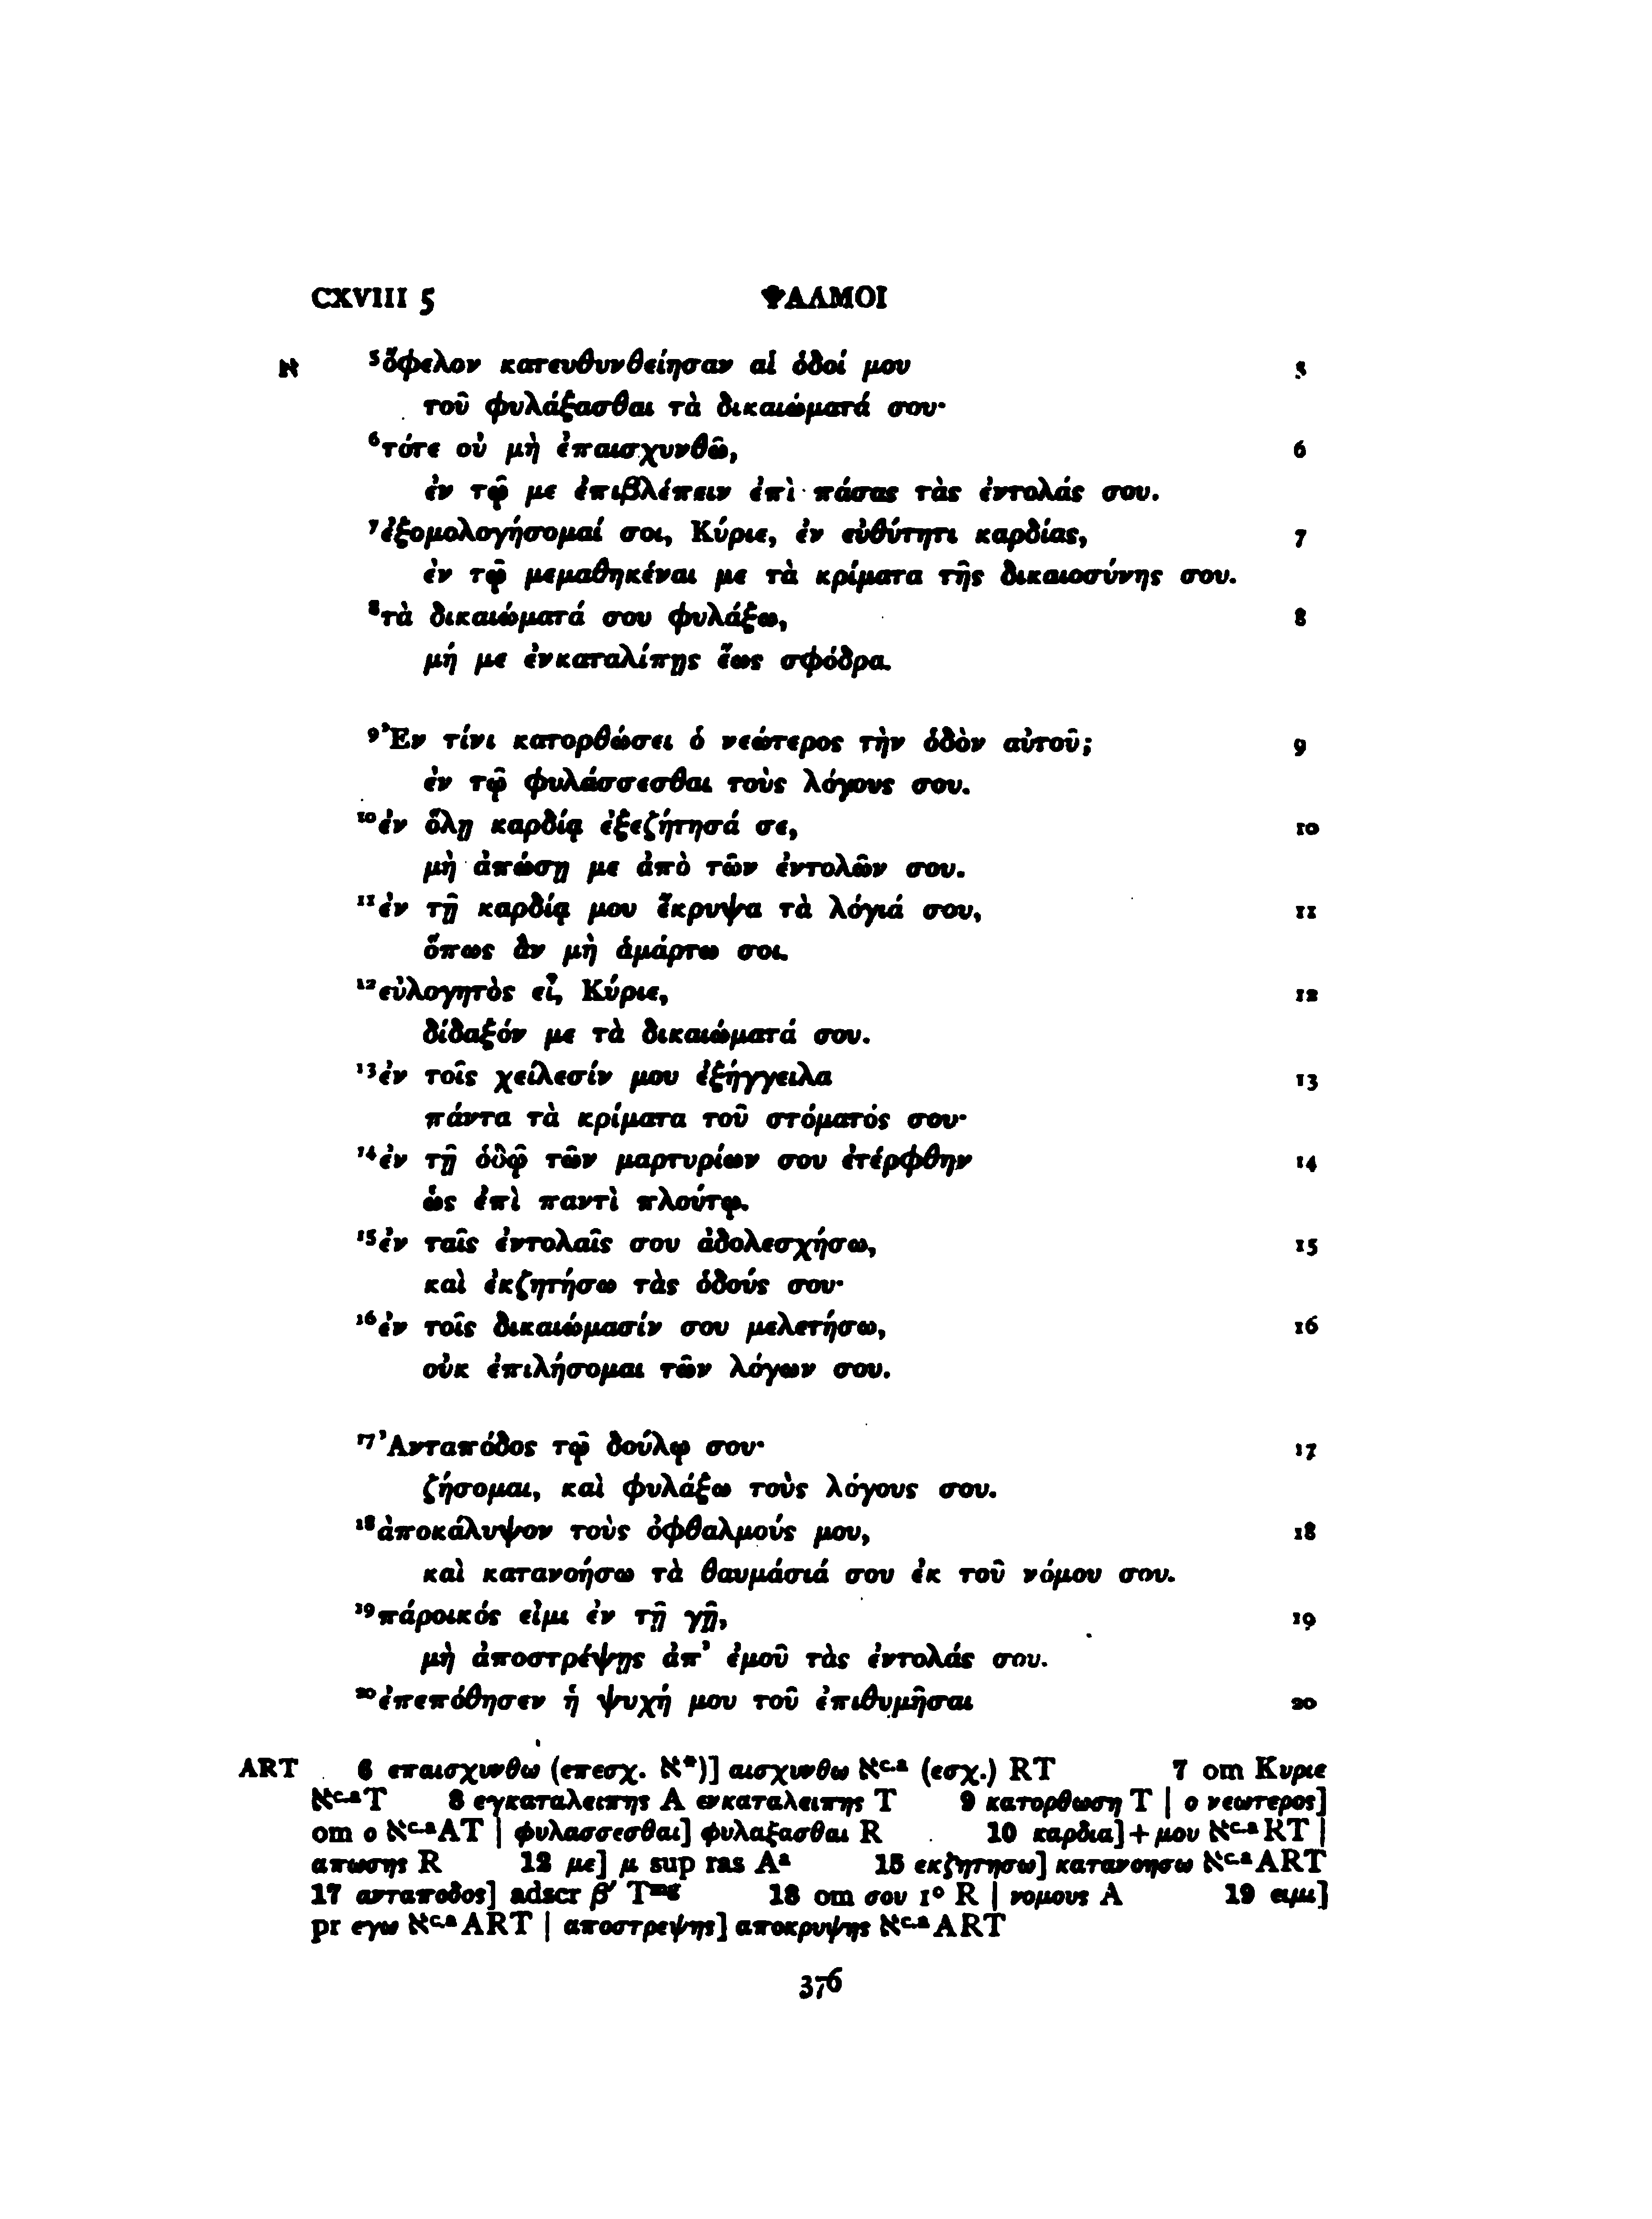 CXVIII 5 ΨΑΛΜΟΙ
א ⁵ὄφελον κατευθυνθείησαν αἱ ὁδοί μου 5
τοῦ φυλάξασθαι τὰ δικαιώματά σου·
⁶τότε οὐ μὴ ἐπαισχυνθῶ, 6
ἐν τῷ με ἐπιβλέπειν ἐπὶ πάσας τὰς ἐντολάς σου.
⁷ἐξομολογήσομαί σοι, Κύριε, ἐν εὐθύτητι καρδίας, 7
ἐν τῷ μεμαθηκέναι με τὰ κρίματα τῆς δικαιοσύνης σου.
⁸τὰ δικαιώματά σου φυλάξω, 8
μή με ἐνκαταλίπῃς ἕως σφόδρα.
⁹Ἐν τίνι κατορθώσει ὁ νεώτερος τὴν ὁδὸν αὐτοῦ; 9
ἐν τῷ φυλάσσεσθαι τοὺς λόγους σου.
¹⁰ἐν ὅλῃ καρδίᾳ ἐξεζήτησά σε, 10
μὴ ἀπώσῃ με ἀπὸ τῶν ἐντολῶν σου.
¹¹ἐν τῇ καρδίᾳ μου ἔκρυψα τὰ λόγιά σου, 11
ὅπως ἂν μὴ ἁμάρτω σοι.
¹²εὐλογητὸς εἶ, Κύριε, 12
δίδαξόν με τὰ δικαιώματά σου.
¹³ἐν τοῖς χείλεσίν μου ἐξήγγειλα 13
πάντα τὰ κρίματα τοῦ στόματός σου·
¹⁴ἐν τῇ ὁδῷ τῶν μαρτυρίων σου ἐτέρφθην 14
ὡς ἐπὶ παντὶ πλούτῳ.
¹⁵ἐν ταῖς ἐντολαῖς σου ἀδολεσχήσω, 15
καὶ ἐκζητήσω τὰς ὁδούς σου·
¹⁶ἐν τοῖς δικαιώμασίν σου μελετήσω, 16
οὐκ ἐπιλήσομαι τῶν λόγων σου.
¹⁷Ἀνταπόδος τῷ δούλῳ σου· 17
ζήσομαι, καὶ φυλάξω τοὺς λόγους σου.
¹⁸ἀποκάλυψον τοὺς ὀφθαλμούς μου, 18
καὶ κατανοήσω τὰ θαυμάσιά σου ἐκ τοῦ νόμου σου.
¹⁹πάροικός εἰμι ἐν τῇ γῇ, 19
μὴ ἀποστρέψῃς ἀπ’ ἐμοῦ τὰς ἐντολάς σου.
²⁰ἐπεπόθησεν ἡ ψυχή μου τοῦ ἐπιθυμῆσαι 20
ART 6 επαισχυνθω (επεσχ. א*)] αισχυνθω אc.a (εσχ.) RT 7 om Κυριε
אc.a T 8 εγκαταλειπης A ενκαταλειπης T 9 κατορθωση T | ο νεωτερος]
om ο אc.a AT | φυλασσεσθαι] φυλαξασθαι R 10 καρδια] + μου אc.a RT |
απωσης R 12 με] μ sup ras Aa 15 εκζητησω] κατανοησω אc.a ART
17 ανταποδος] adscr β′ Tmg 18 om σου 1° R | νομους A 19 ειμι]
pr εγω אc.a ART | αποστρεψης] αποκρυψης אc.a ART
376